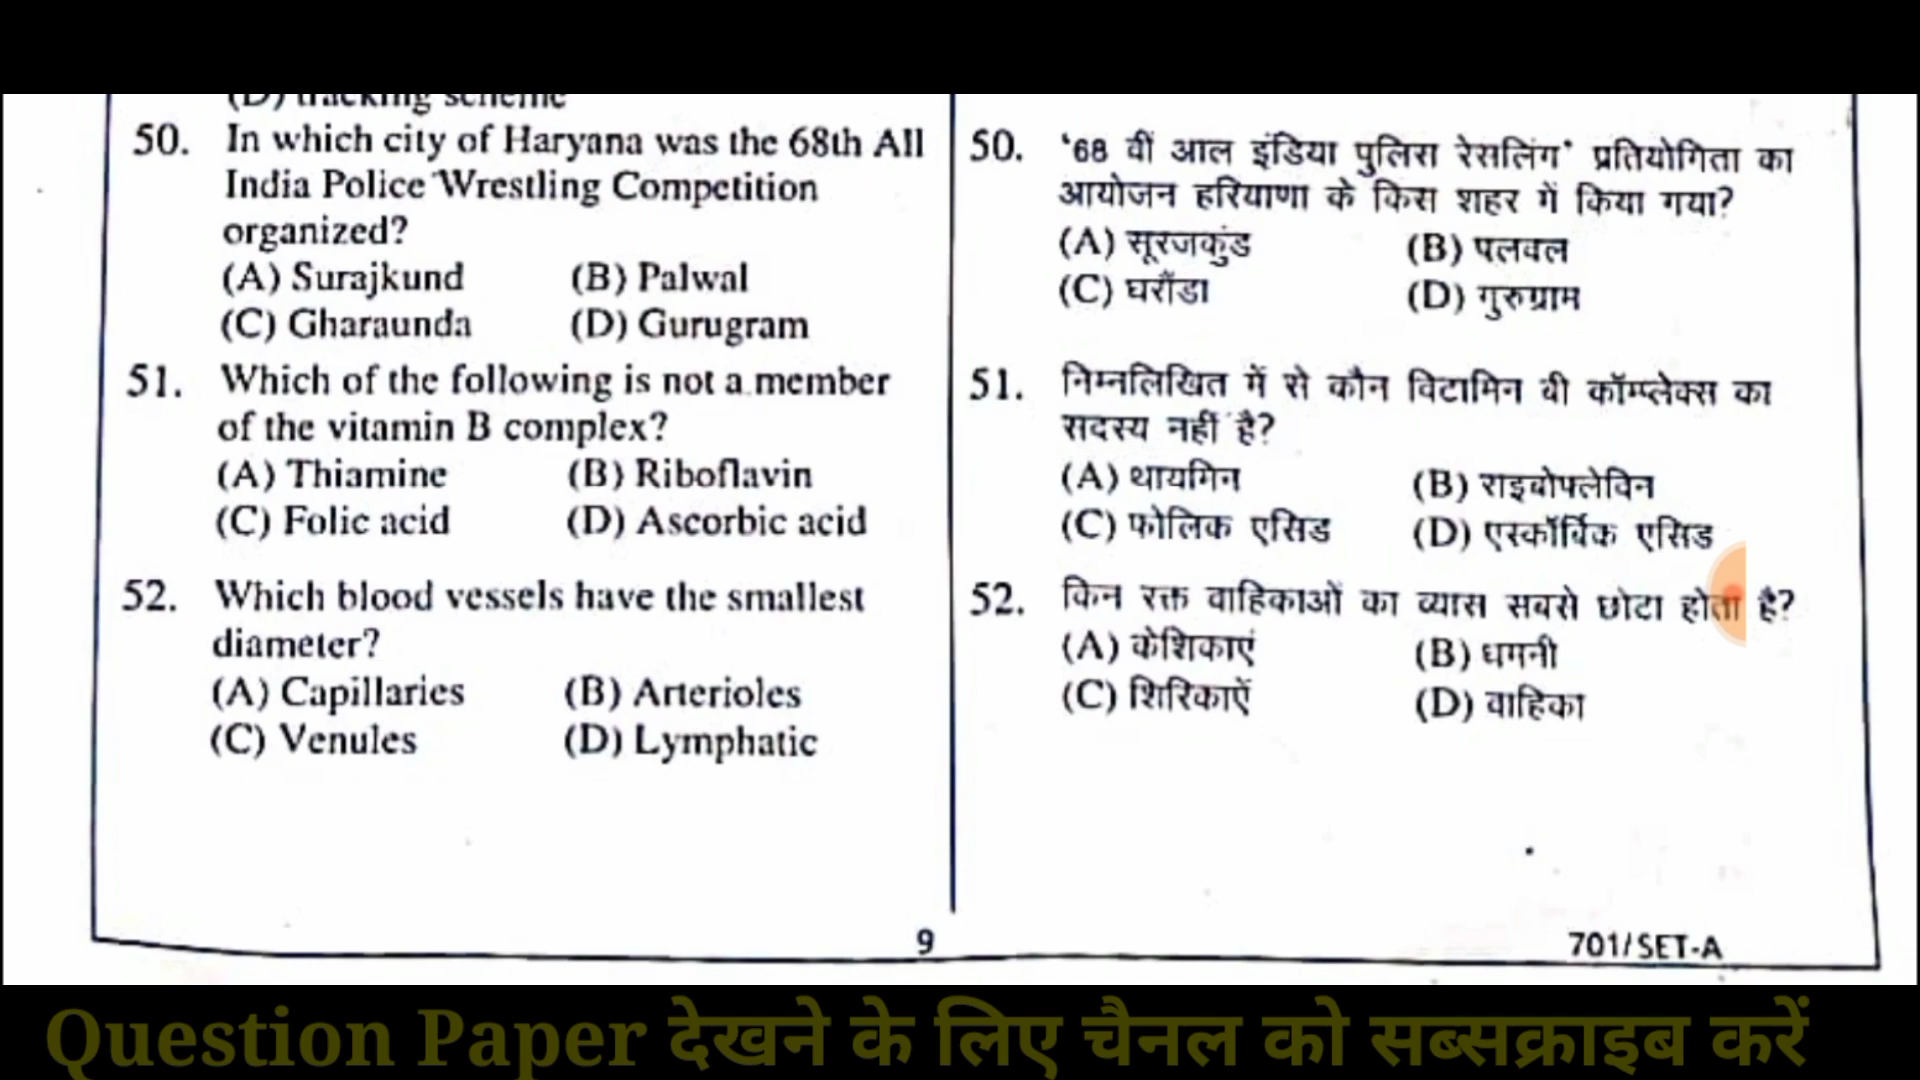 (D) tracking scheme
50. In which city of Haryana was the 68th All
India Police Wrestling Competition
organized?
(A) Surajkund (B) Palwal
(C) Gharaunda (D) Gurugram
51. Which of the following is not a member
of the vitamin B complex?
(A) Thiamine (B) Riboflavin
(C) Folic acid (D) Ascorbic acid
52. Which blood vessels have the smallest
diameter?
(A) Capillaries (B) Arterioles
(C) Venules (D) Lymphatic
50. '68 वीं आल इंडिया पुलिस रेसलिंग' प्रतियोगिता का
आयोजन हरियाणा के किस शहर में किया गया?
(A) सूरजकुंड (B) पलवल
(C) घरौंडा (D) गुरुग्राम
51. निम्नलिखित में से कौन विटामिन बी कॉम्प्लेक्स का
सदस्य नहीं है?
(A) थायमिन (B) राइबोफ्लेविन
(C) फोलिक एसिड (D) एस्कॉर्बिक एसिड
52. किन रक्त वाहिकाओं का व्यास सबसे छोटा होता है?
(A) केशिकाएं (B) धमनी
(C) शिरिकाऐं (D) वाहिका
9
701/SET-A
Question Paper देखने के लिए चैनल को सब्सक्राइब करें